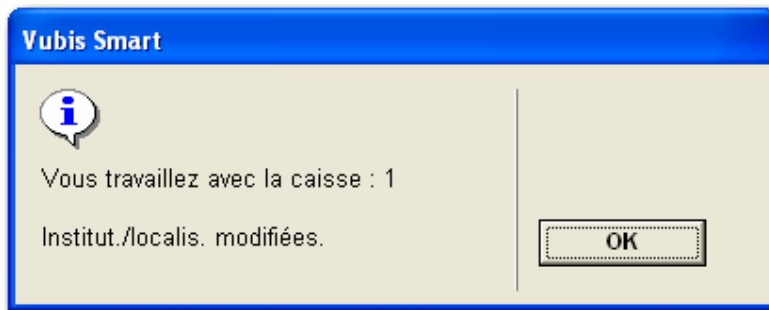 Vubis Smart
Vous travaillez avec la caisse : 1
Institut./localis. modifiées.
OK